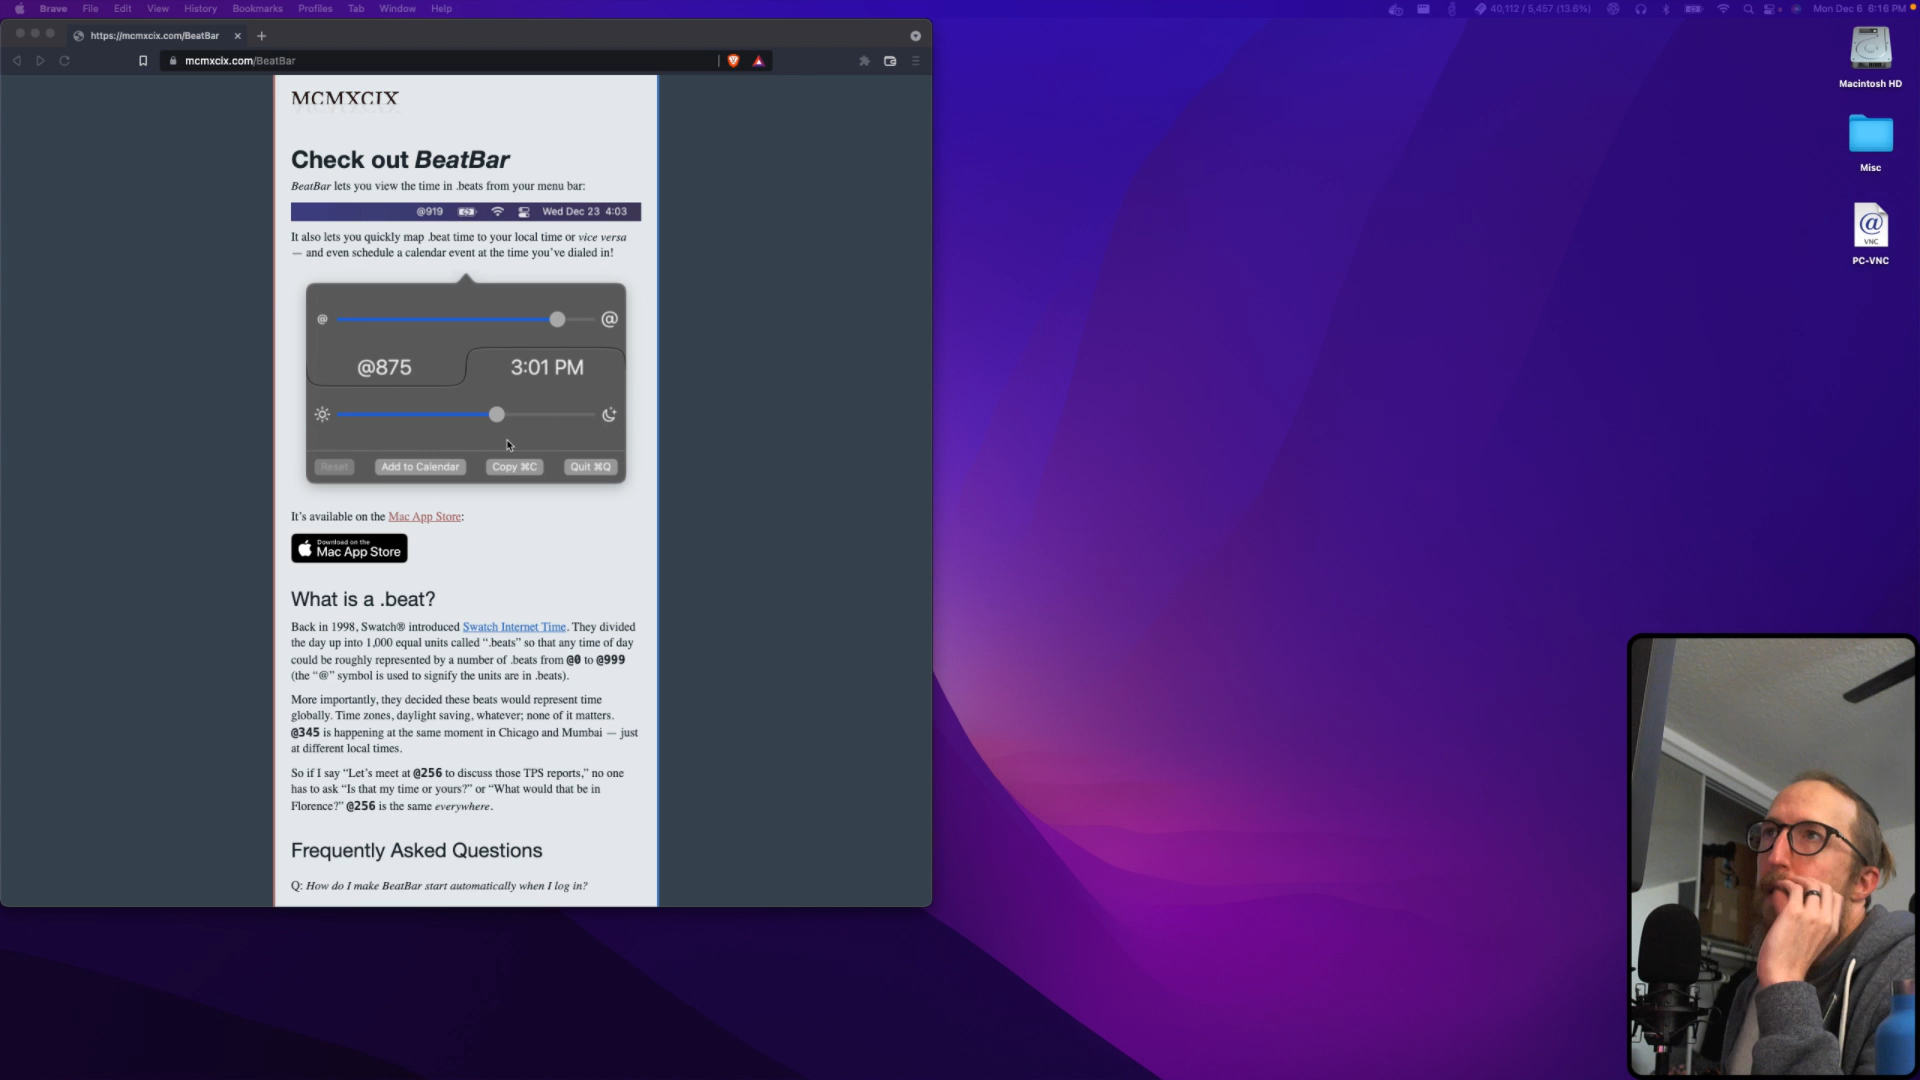 Brave File Edit View History Bookmarks Profiles Tab Window Help
40,112 / 5,457 (13.6%) Mon Dec 6 6:16 PM
https://mcmxcix.com/BeatBar
mcmxcix.com/BeatBar
MCMXCIX
Check out BeatBar
BeatBar lets you view the time in .beats from your menu bar:
@919 Wed Dec 23 4:03
It also lets you quickly map .beat time to your local time or vice versa
— and even schedule a calendar event at the time you’ve dialed in!
@ @
@875 3:01 PM
Reset Add to Calendar Copy ⌘C Quit ⌘Q
It’s available on the Mac App Store:
Download on the
Mac App Store
What is a .beat?
Back in 1998, Swatch® introduced Swatch Internet Time. They divided
the day up into 1,000 equal units called “.beats” so that any time of day
could be roughly represented by a number of .beats from @0 to @999
(the “@” symbol is used to signify the units are in .beats).
More importantly, they decided these beats would represent time
globally. Time zones, daylight saving, whatever; none of it matters.
@345 is happening at the same moment in Chicago and Mumbai — just
at different local times.
So if I say “Let’s meet at @256 to discuss those TPS reports,” no one
has to ask “Is that my time or yours?” or “What would that be in
Florence?” @256 is the same everywhere.
Frequently Asked Questions
Q: How do I make BeatBar start automatically when I log in?
Macintosh HD
Misc
@
VNC
PC-VNC